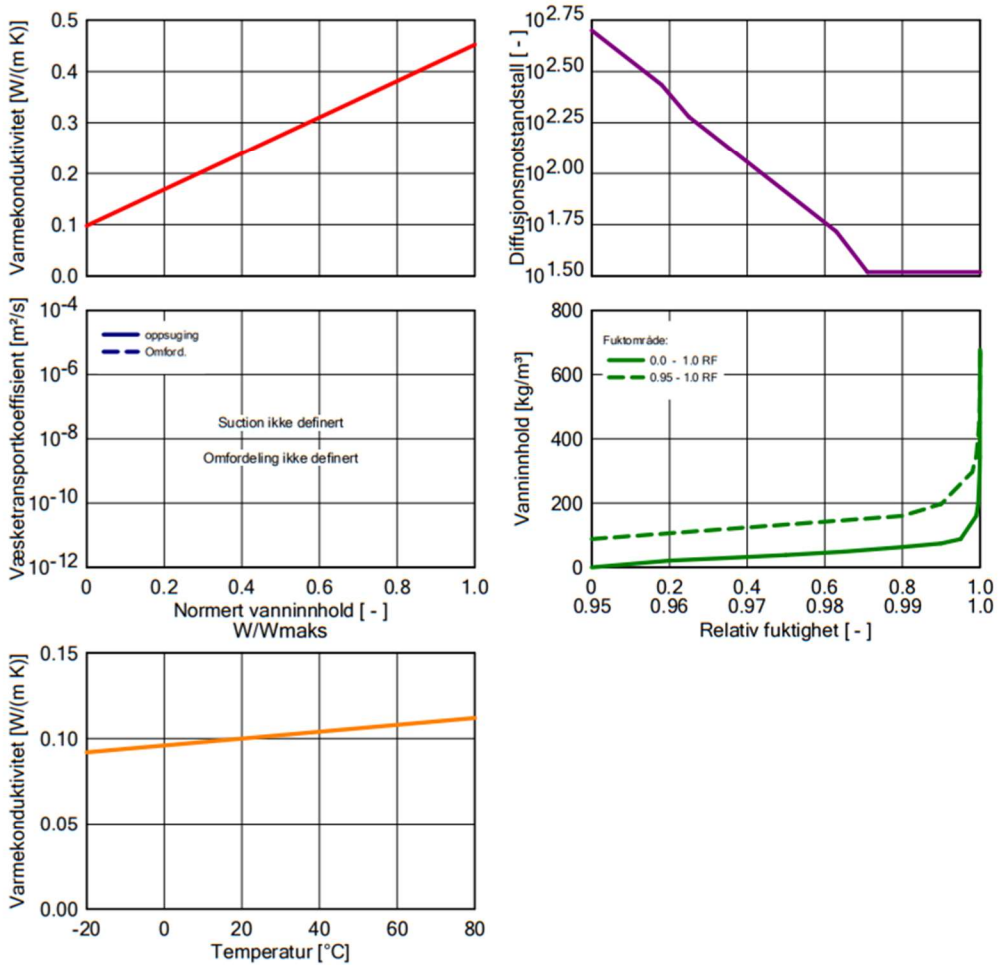 Varmekonduktivitet [W/(m K)]
0.5
0.4
0.3
0.2
0.1
0.0
Diffusjonsmotstandstall [ - ]
10^2.75
10^2.50
10^2.25
10^2.00
10^1.75
10^1.50
Væsketransportkoeffisient [m²/s]
10^-4
10^-6
10^-8
10^-10
10^-12
oppsuging
Omford.
Suction ikke definert
Omfordeling ikke definert
0 0.2 0.4 0.6 0.8 1.0
Normert vanninnhold [ - ]
W/Wmaks
Vanninnhold [kg/m³]
800
600
400
200
0
Fuktområde:
0.0 - 1.0 RF
0.95 - 1.0 RF
0 0.2 0.4 0.6 0.8 1.0
0.95 0.96 0.97 0.98 0.99 1.0
Relativ fuktighet [ - ]
Varmekonduktivitet [W/(m K)]
0.15
0.10
0.05
0.00
-20 0 20 40 60 80
Temperatur [°C]